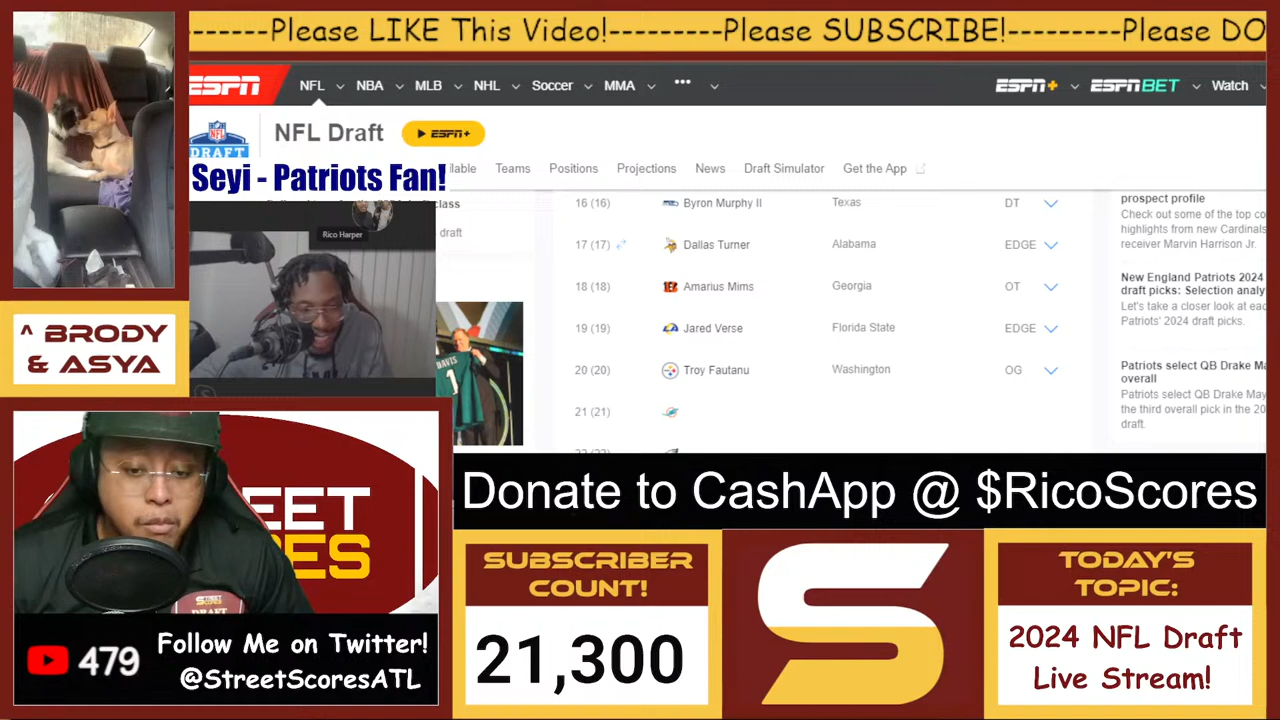 -------Please LIKE This Video!---------Please SUBSCRIBE!---------Please DO
ESPN NFL NBA MLB NHL Soccer MMA ••• ESPN+ ESPN BET Watch
NFL DRAFT
NFL Draft
ESPN+
Teams Positions Projections News Draft Simulator Get the App
Seyi - Patriots Fan!
class
draft
Rico Harper
16 (16) Byron Murphy II Texas DT
17 (17) Dallas Turner Alabama EDGE
18 (18) Amarius Mims Georgia OT
19 (19) Jared Verse Florida State EDGE
20 (20) Troy Fautanu Washington OG
21 (21)
prospect profile
Check out some of the top co
highlights from new Cardinals
receiver Marvin Harrison Jr.
New England Patriots 2024
draft picks: Selection analy
Let's take a closer look at eac
Patriots' 2024 draft picks.
Patriots select QB Drake Ma
overall
Patriots select QB Drake May
the third overall pick in the 20
draft.
DAVIS
1
^ BRODY
& ASYA
Donate to CashApp @ $RicoScores
SUBSCRIBER
COUNT!
21,300
S
TODAY'S
TOPIC:
2024 NFL Draft
Live Stream!
479
Follow Me on Twitter!
@StreetScoresATL